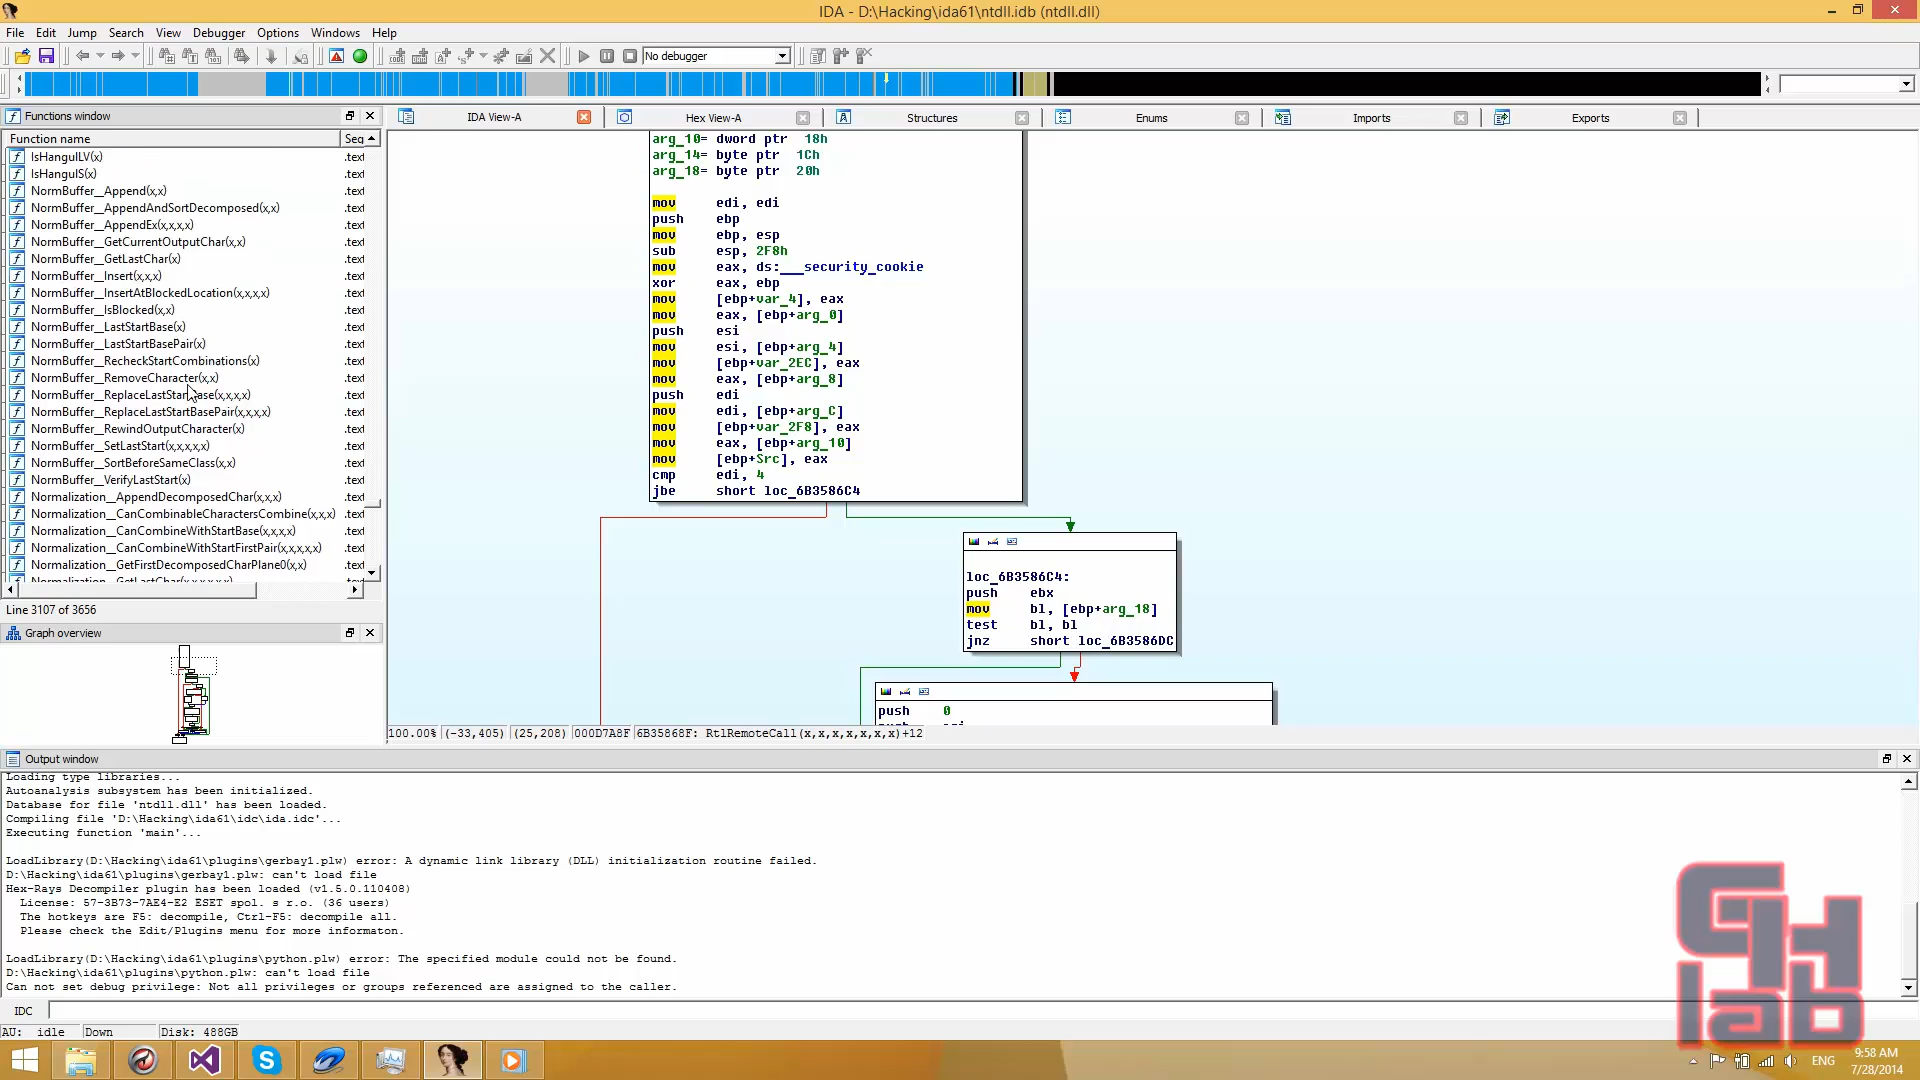 IDA - D:\Hacking\ida61\ntdll.idb (ntdll.dll)
File Edit Jump Search View Debugger Options Windows Help
No debugger
Functions window
IDA View-A
Hex View-A
Structures
Enums
Imports
Exports
Function name
Seg
IsHangulLV(x) .text
IsHangulS(x) .text
NormBuffer__Append(x,x) .text
NormBuffer__AppendAndSortDecomposed(x,x) .text
NormBuffer__AppendEx(x,x,x,x) .text
NormBuffer__GetCurrentOutputChar(x,x) .text
NormBuffer__GetLastChar(x) .text
NormBuffer__Insert(x,x,x) .text
NormBuffer__InsertAtBlockedLocation(x,x,x,x) .text
NormBuffer__IsBlocked(x,x) .text
NormBuffer__LastStartBase(x) .text
NormBuffer__LastStartBasePair(x) .text
NormBuffer__RecheckStartCombinations(x) .text
NormBuffer__RemoveCharacter(x,x) .text
NormBuffer__ReplaceLastStartBase(x,x,x,x) .text
NormBuffer__ReplaceLastStartBasePair(x,x,x,x) .text
NormBuffer__RewindOutputCharacter(x) .text
NormBuffer__SetLastStart(x,x,x,x,x) .text
NormBuffer__SortBeforeSameClass(x,x) .text
NormBuffer__VerifyLastStart(x) .text
Normalization__AppendDecomposedChar(x,x,x) .text
Normalization__CanCombinableCharactersCombine(x,x,x) .text
Normalization__CanCombineWithStartBase(x,x,x,x) .text
Normalization__CanCombineWithStartFirstPair(x,x,x,x,x) .text
Normalization__GetFirstDecomposedCharPlane0(x,x) .text
Line 3107 of 3656
Graph overview
arg_10= dword ptr 18h
arg_14= byte ptr 1Ch
arg_18= byte ptr 20h
mov edi, edi
push ebp
mov ebp, esp
sub esp, 2F8h
mov eax, ds:___security_cookie
xor eax, ebp
mov [ebp+var_4], eax
mov eax, [ebp+arg_0]
push esi
mov esi, [ebp+arg_4]
mov [ebp+var_2EC], eax
mov eax, [ebp+arg_8]
push edi
mov edi, [ebp+arg_C]
mov [ebp+var_2F8], eax
mov eax, [ebp+arg_10]
mov [ebp+Src], eax
cmp edi, 4
jbe short loc_6B3586C4
loc_6B3586C4:
push ebx
mov bl, [ebp+arg_18]
test bl, bl
jnz short loc_6B3586DC
push 0
100.00% (-33,405) (25,208) 000D7A8F 6B35868F: RtlRemoteCall(x,x,x,x,x,x,x)+12
Output window
Loading type libraries...
Autoanalysis subsystem has been initialized.
Database for file 'ntdll.dll' has been loaded.
Compiling file 'D:\Hacking\ida61\idc\ida.idc'...
Executing function 'main'...
LoadLibrary(D:\Hacking\ida61\plugins\gerbay1.plw) error: A dynamic link library (DLL) initialization routine failed.
D:\Hacking\ida61\plugins\gerbay1.plw: can't load file
Hex-Rays Decompiler plugin has been loaded (v1.5.0.110408)
License: 57-3B73-7AE4-E2 ESET spol. s r.o. (36 users)
The hotkeys are F5: decompile, Ctrl-F5: decompile all.
Please check the Edit/Plugins menu for more informaton.
LoadLibrary(D:\Hacking\ida61\plugins\python.plw) error: The specified module could not be found.
D:\Hacking\ida61\plugins\python.plw: can't load file
Can not set debug privilege: Not all privileges or groups referenced are assigned to the caller.
IDC
AU: idle Down Disk: 488GB
lab
ENG
9:58 AM
7/28/2014